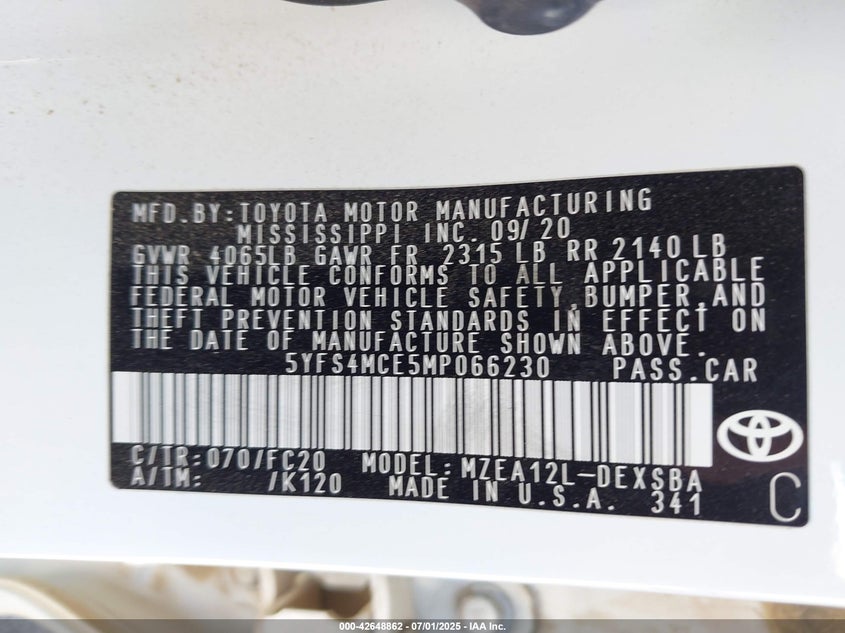 MFD.BY:TOYOTA MOTOR MANUFACTURING
MISSISSIPPI INC. 09/20
GVWR 4065LB GAWR FR 2315 LB RR 2140 LB
THIS VEHICLE CONFORMS TO ALL APPLICABLE
FEDERAL MOTOR VEHICLE SAFETY,BUMPER,AND
THEFT PREVENTION STANDARDS IN EFFECT ON
THE DATE OF MANUFACTURE SHOWN ABOVE.
5YFS4MCE5MP066230 PASS.CAR
C/TR:070/FC20 MODEL:MZEA12L-DEXSBA
A/TM: /K120 MADE IN U.S.A. 341
C
000-42648862 / 07/01/2025 - IAA Inc.